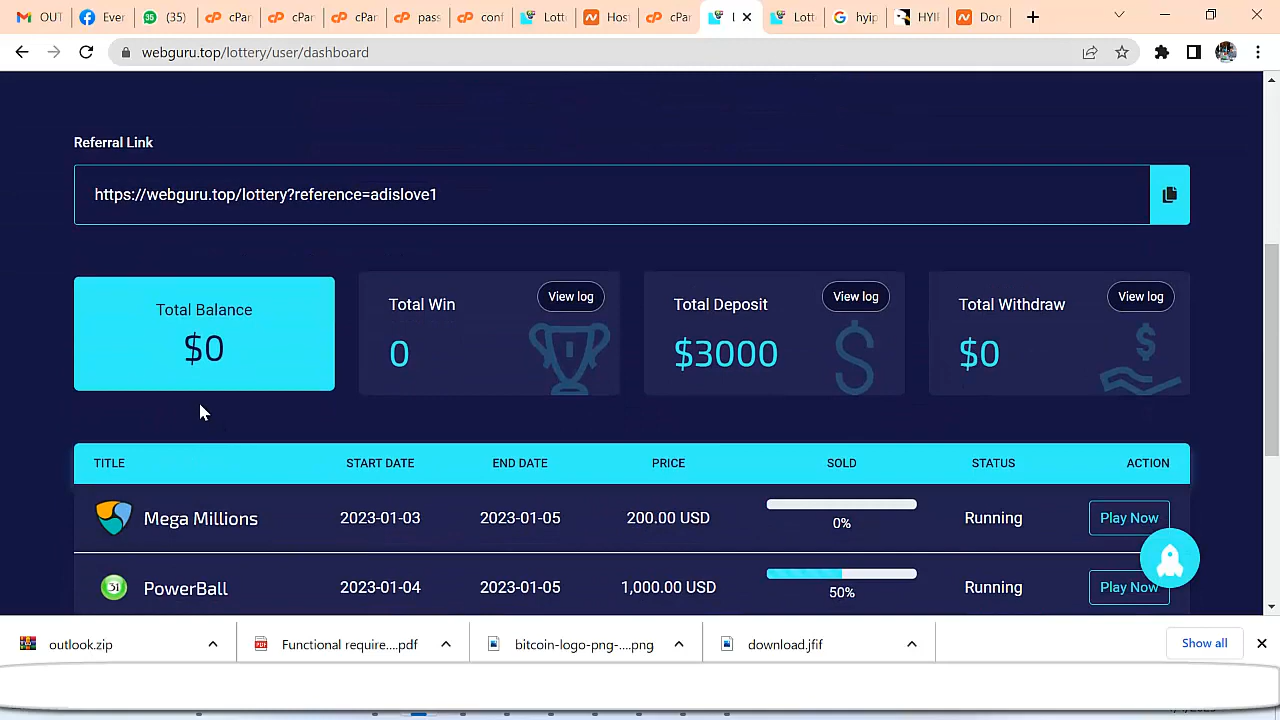 OUT
Ever
35
(35)
cPar
cPar
cPar
pass
conf
Lott
Hos
cPar
Lott
hyip
HYIP
Don
webguru.top/lottery/user/dashboard
Referral Link
https://webguru.top/lottery?reference=adislove1
Total Balance
$0
Total Win
View log
0
Total Deposit
View log
$3000
Total Withdraw
View log
$0
TITLE START DATE END DATE PRICE SOLD STATUS ACTION
Mega Millions 2023-01-03 2023-01-05 200.00 USD 0% Running Play Now
31 PowerBall 2023-01-04 2023-01-05 1,000.00 USD 50% Running Play Now
outlook.zip
PDF
Functional require....pdf
bitcoin-logo-png-....png
download.jfif
Show all